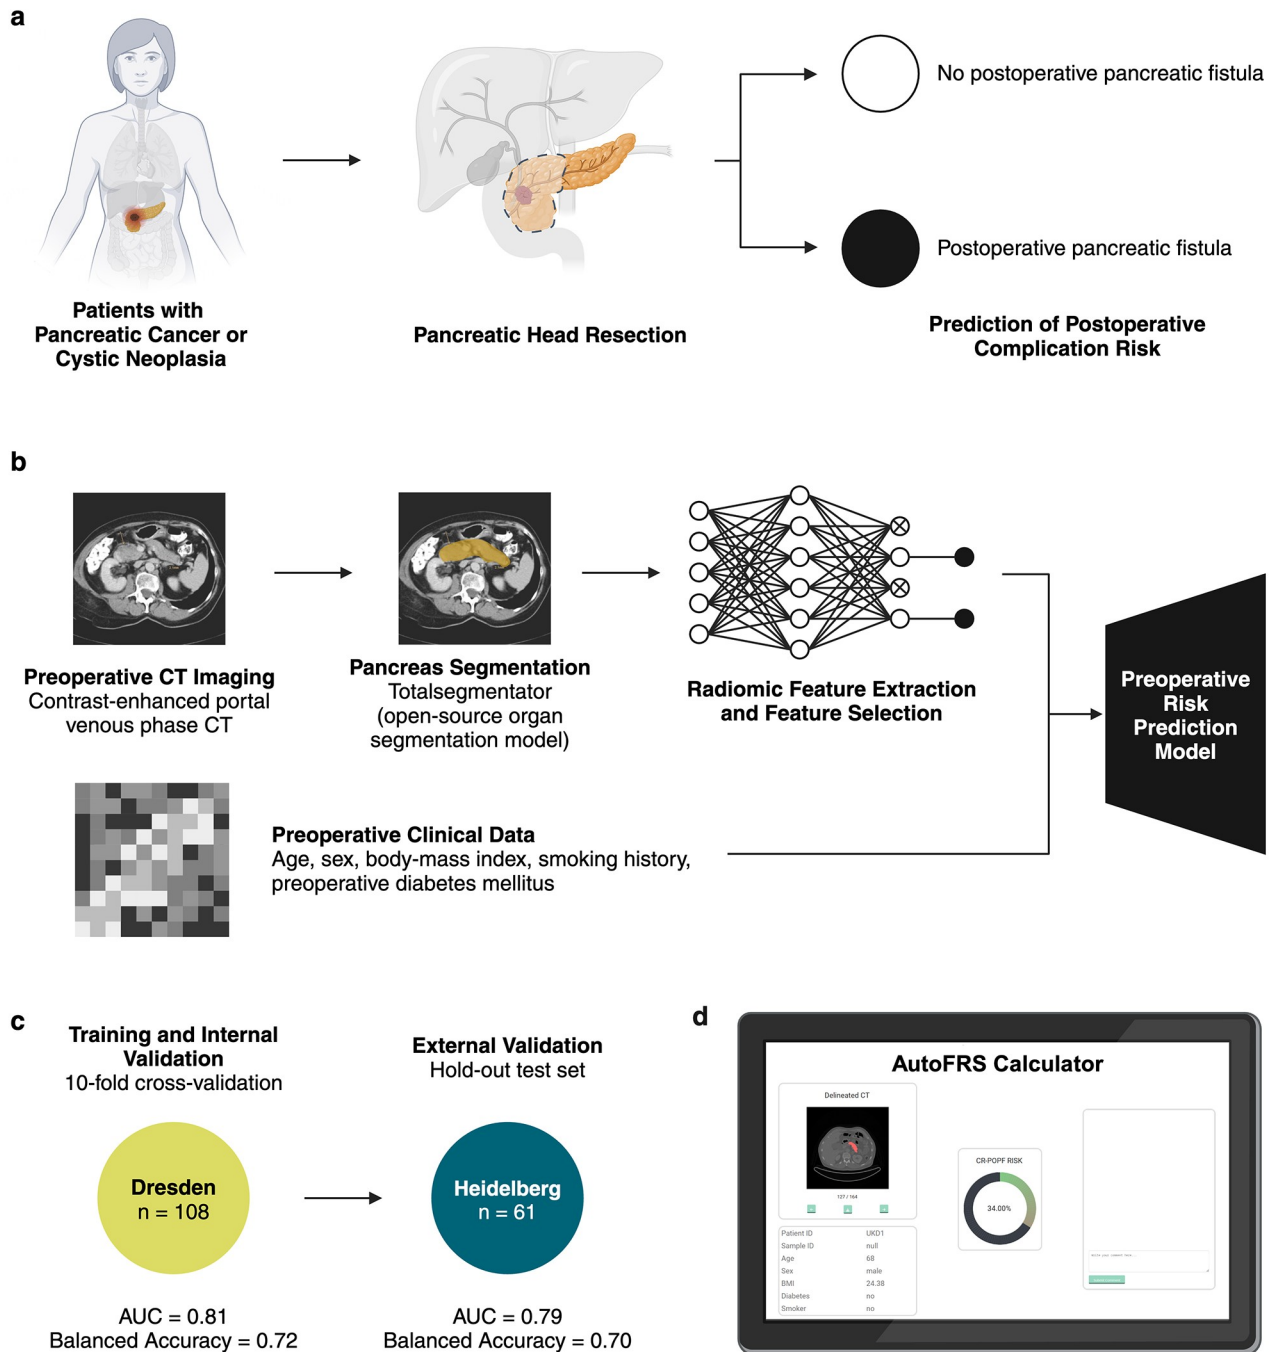 a
No postoperative pancreatic fistula
Postoperative pancreatic fistula
Patients with
Pancreatic Cancer or
Cystic Neoplasia
Pancreatic Head Resection
Prediction of Postoperative
Complication Risk
b
Preoperative CT Imaging
Contrast-enhanced portal
venous phase CT
Pancreas Segmentation
Totalsegmentator
(open-source organ
segmentation model)
Radiomic Feature Extraction
and Feature Selection
Preoperative
Risk
Prediction
Model
Preoperative Clinical Data
Age, sex, body-mass index, smoking history,
preoperative diabetes mellitus
c
Training and Internal
Validation
10-fold cross-validation
Dresden
n = 108
AUC = 0.81
Balanced Accuracy = 0.72
External Validation
Hold-out test set
Heidelberg
n = 61
AUC = 0.79
Balanced Accuracy = 0.70
d
AutoFRS Calculator
Delineated CT
127 / 164
Patient ID UKD1
Sample ID null
Age 68
Sex male
BMI 24.38
Diabetes no
Smoker no
CR-POPF RISK
34.00%